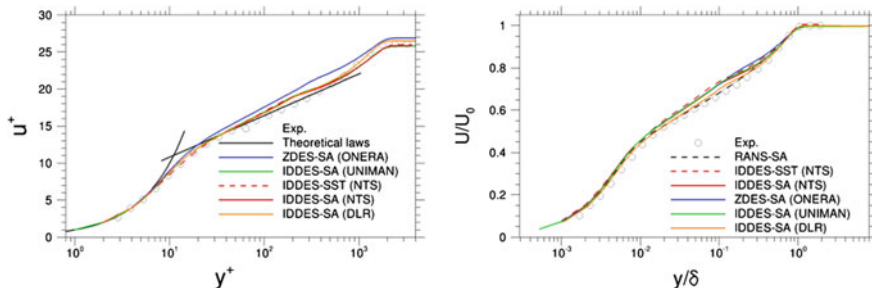 30
25
20
15
10
5
0
u+
10⁰
10¹
10²
10³
y+
Exp.
Theoretical laws
ZDES-SA (ONERA)
IDDES-SA (UNIMAN)
IDDES-SST (NTS)
IDDES-SA (NTS)
IDDES-SA (DLR)
1
0.8
0.6
0.4
0.2
0
U/U₀
10⁻³
10⁻²
10⁻¹
10⁰
y/δ
Exp.
RANS-SA
IDDES-SST (NTS)
IDDES-SA (NTS)
ZDES-SA (ONERA)
IDDES-SA (UNIMAN)
IDDES-SA (DLR)